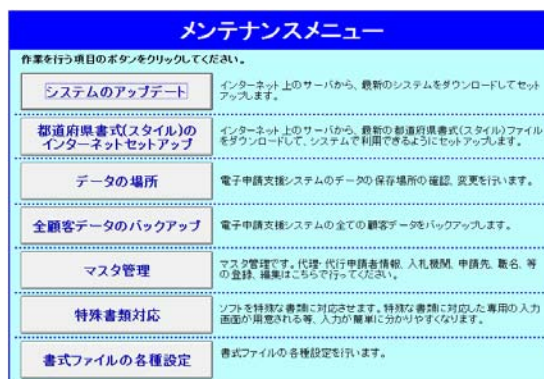 メンテナンスメニュー
作業を行う項目のボタンをクリックしてください。
システムのアップデート
インターネット上のサーバから、最新のシステムをダウンロードしてセット
アップします。
都道府県書式(スタイル)の
インターネットセットアップ
インターネット上のサーバから、最新の都道府県書式(スタイル)ファイル
をダウンロードして、システムで利用できるようにセットアップします。
データの場所
電子申請支援システムのデータの保存場所の確認、変更を行います。
全顧客データのバックアップ
電子申請支援システムの全ての顧客データをバックアップします。
マスタ管理
マスタ管理です。代理・代行申請者情報、入札機関、申請先、職名、等
の登録、編集はこちらで行ってください。
特殊書類対応
ソフトを特殊な書類に対応させます。特殊な書類に対応した専用の入力
画面が用意される等、入力が簡単に分かりやすくなります。
書式ファイルの各種設定
書式ファイルの各種設定を行います。